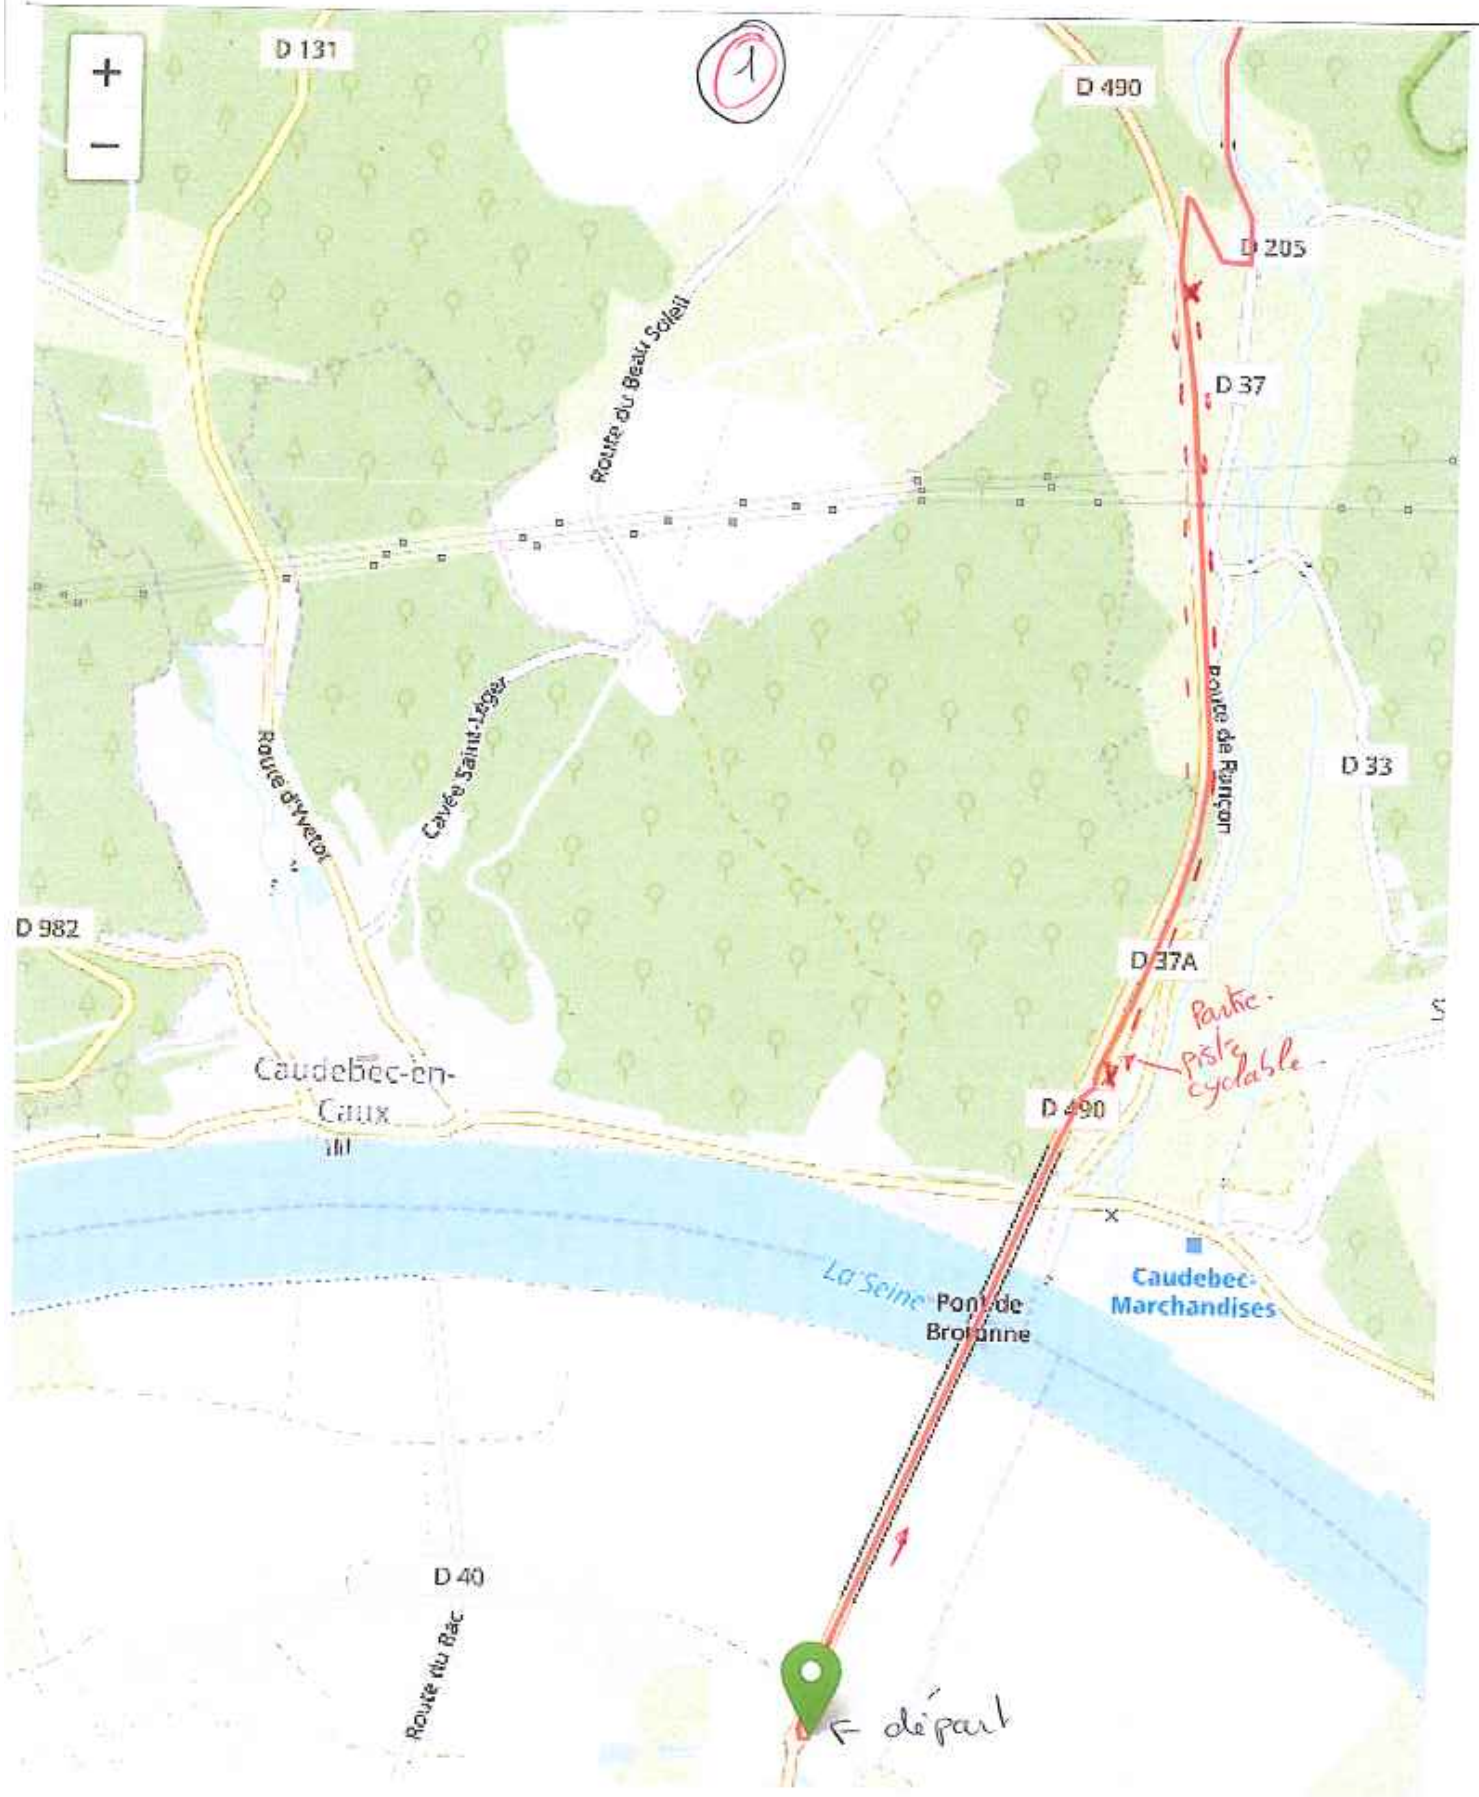 +
−
D 131
1
D 490
D 205
Route du Beau Soleil
D 37
Route de Rançon
Cavée Saint-Léger
D 33
Route d'Yvetot
D 982
D 37A
Partie
piste
cyclable
Caudebec-en-
Caux
D 490
La Seine
Pont de
Brotonne
Caudebec-
Marchandises
D 40
Route du Bac
départ